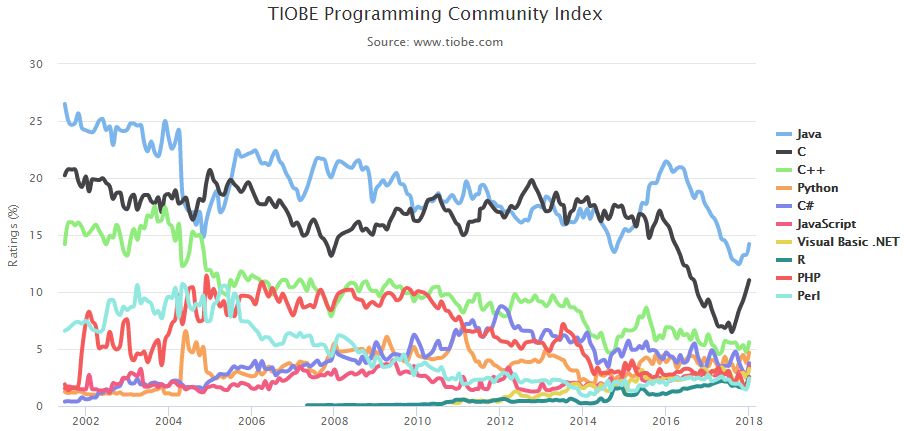 TIOBE Programming Community Index
Source: www.tiobe.com
Ratings (%)
30
25
20
15
10
5
0
2002 2004 2006 2008 2010 2012 2014 2016 2018
Java
C
C++
Python
C#
JavaScript
Visual Basic .NET
R
PHP
Perl